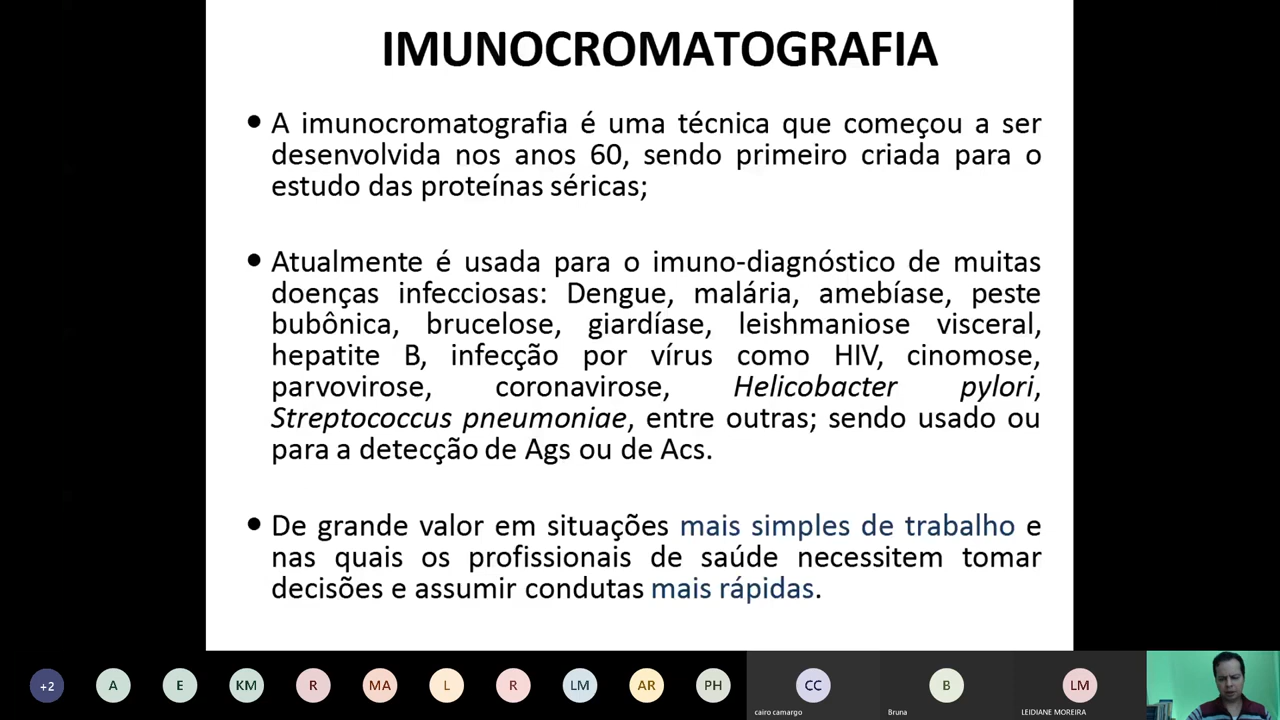 IMUNOCROMATOGRAFIA
• A imunocromatografia é uma técnica que começou a ser
desenvolvida nos anos 60, sendo primeiro criada para o
estudo das proteínas séricas;
• Atualmente é usada para o imuno-diagnóstico de muitas
doenças infecciosas: Dengue, malária, amebíase, peste
bubônica, brucelose, giardíase, leishmaniose visceral,
hepatite B, infecção por vírus como HIV, cinomose,
parvovirose, coronavirose, Helicobacter pylori,
Streptococcus pneumoniae, entre outras; sendo usado ou
para a detecção de Ags ou de Acs.
• De grande valor em situações mais simples de trabalho e
nas quais os profissionais de saúde necessitem tomar
decisões e assumir condutas mais rápidas.
+2 A E KM R MA L R LM AR PH CC B LM
cairo camargo Bruna LEIDIANE MOREIRA